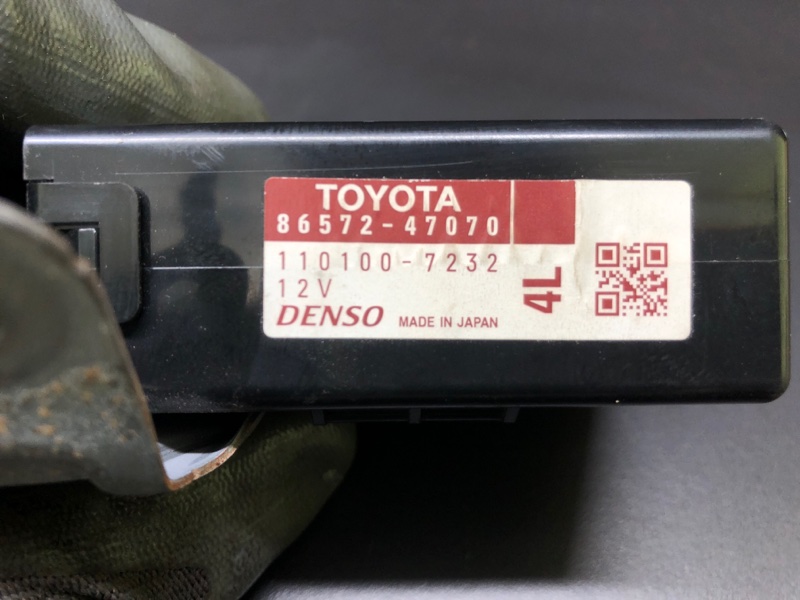 TOYOTA
86572-47070
110100-7232
12V
4L
DENSO MADE IN JAPAN